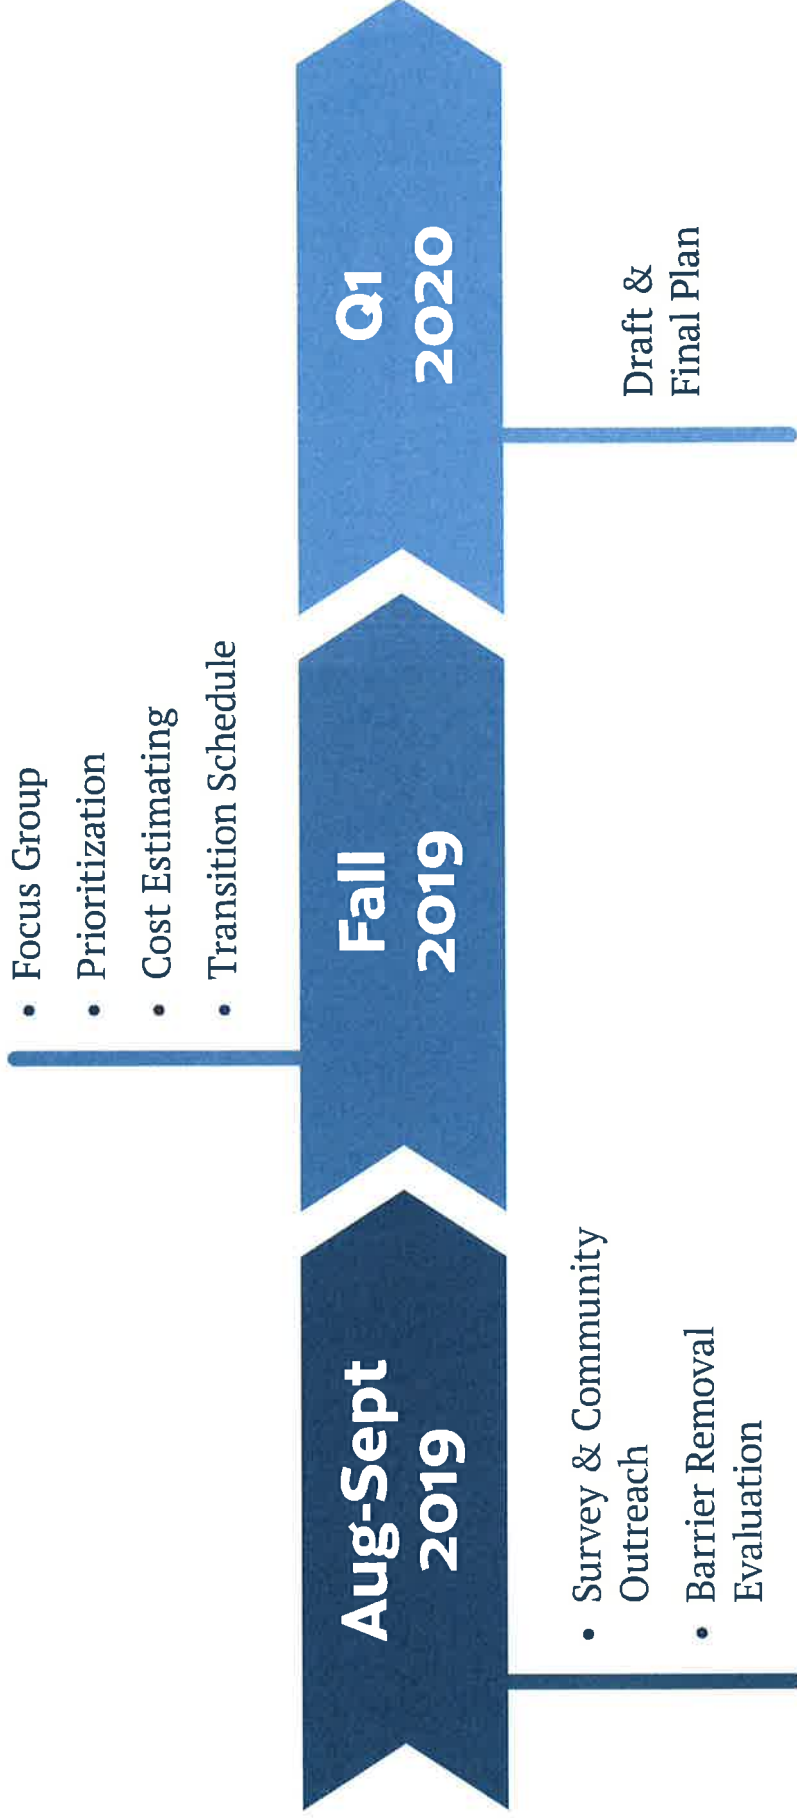 Aug-Sept
2019
• Survey & Community
Outreach
• Barrier Removal
Evaluation
Fall
2019
• Focus Group
• Prioritization
• Cost Estimating
• Transition Schedule
Q1
2020
Draft &
Final Plan